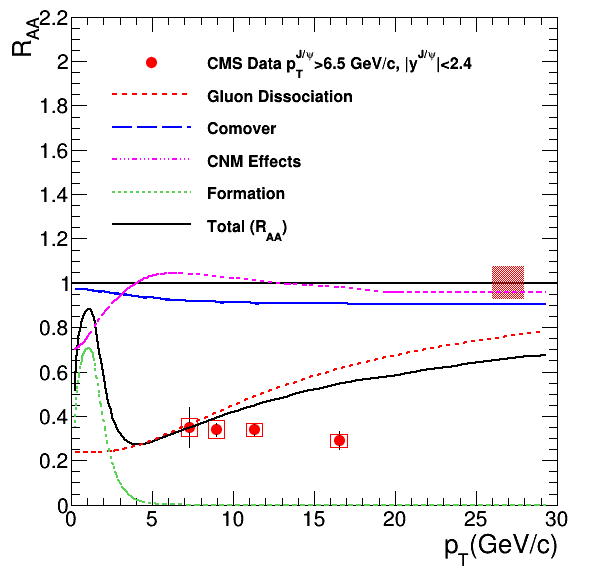 R_AA
2.2
2
1.8
1.6
1.4
1.2
1
0.8
0.6
0.4
0.2
0
CMS Data p_T^{J/ψ}>6.5 GeV/c, |y^{J/ψ}|<2.4
Gluon Dissociation
Comover
CNM Effects
Formation
Total (R_AA)
0 5 10 15 20 25 30
p_T(GeV/c)